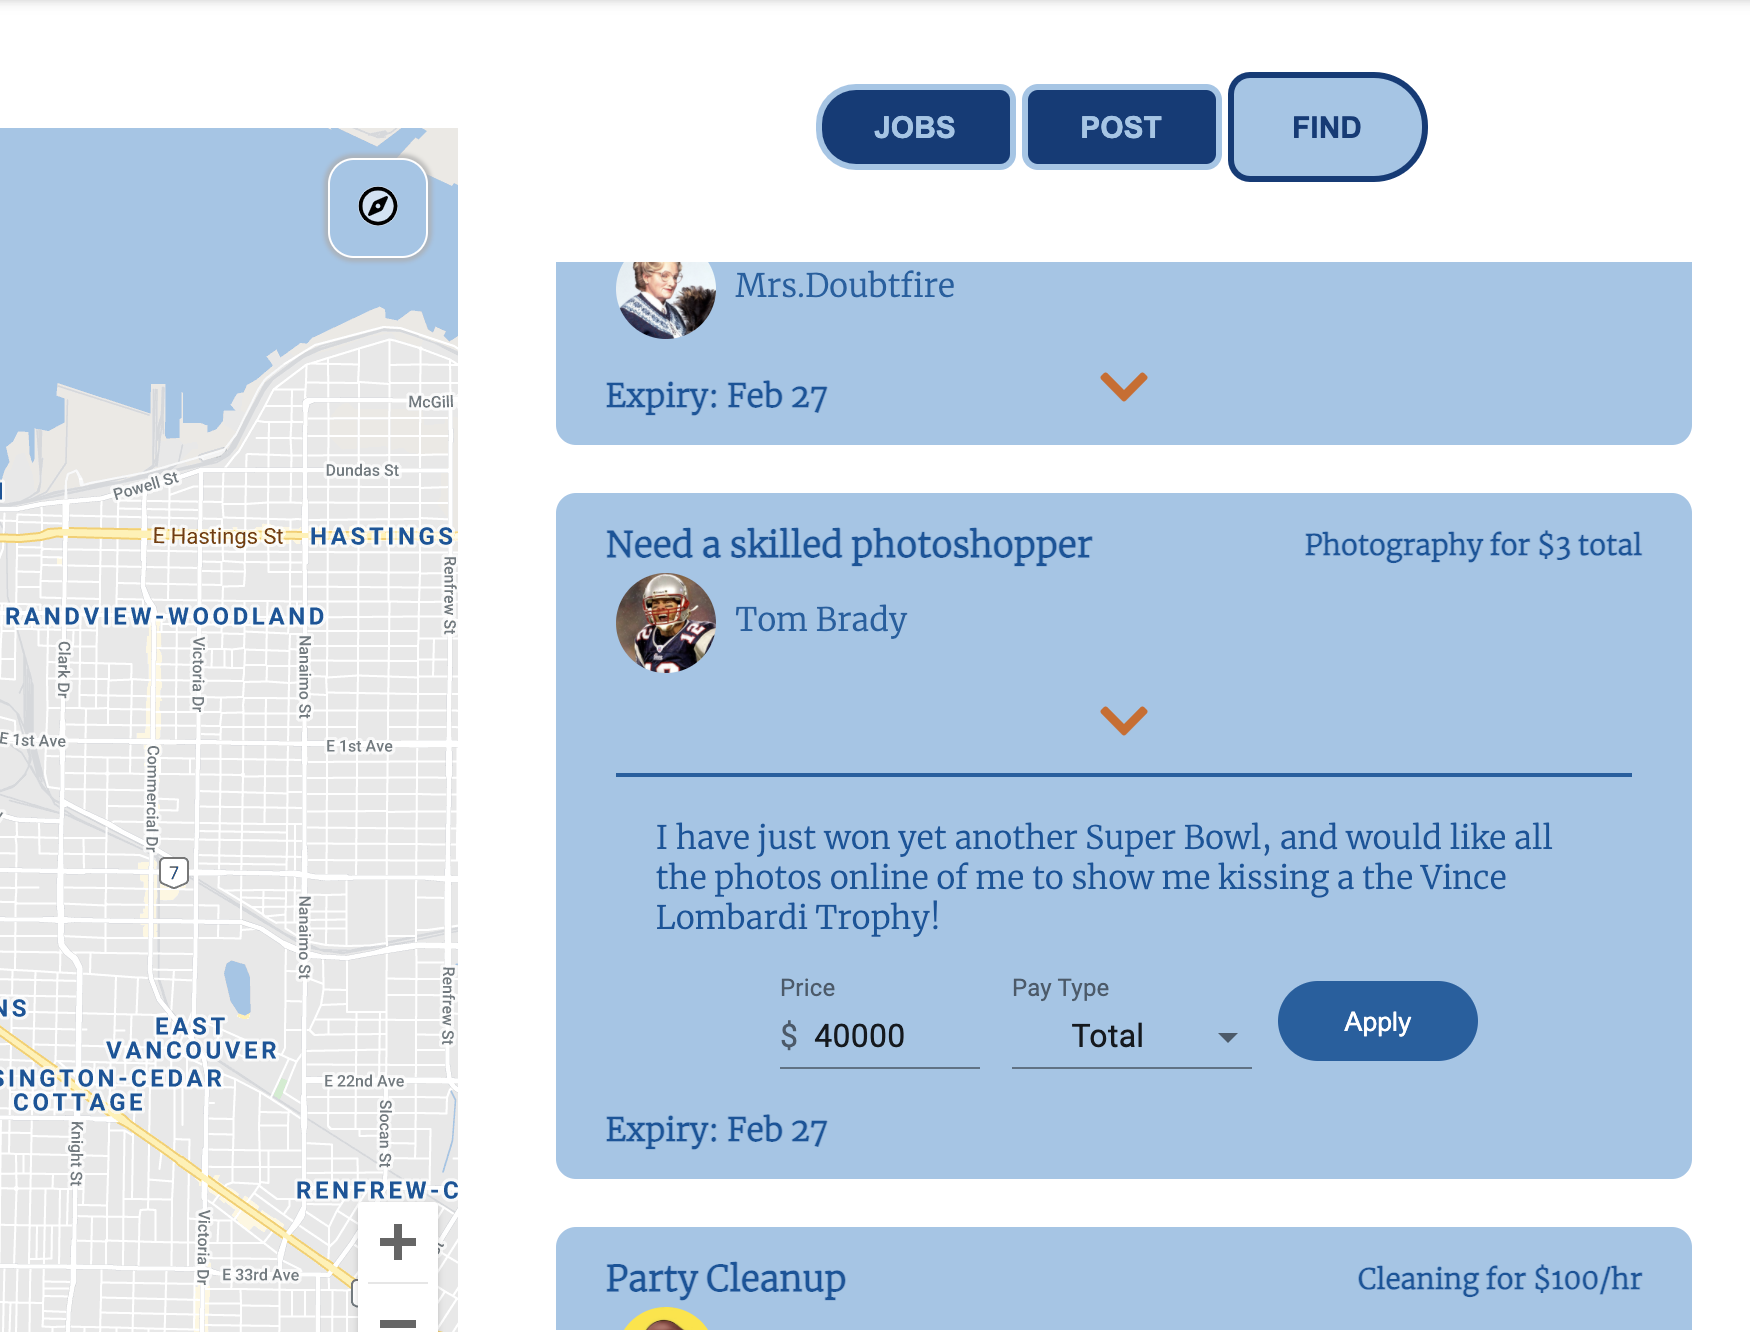 JOBS
POST
FIND
Mrs.Doubtfire
Expiry: Feb 27
Need a skilled photoshopper
Photography for $3 total
Tom Brady
I have just won yet another Super Bowl, and would like all
the photos online of me to show me kissing a the Vince
Lombardi Trophy!
Price
Pay Type
$ 40000
Total
Apply
Expiry: Feb 27
Party Cleanup
Cleaning for $100/hr
McGill
Dundas St
Powell St
E Hastings St
HASTINGS
Renfrew St
RANDVIEW-WOODLAND
Clark Dr
Victoria Dr
Nanaimo St
E 1st Ave
E 1st Ave
Commercial Dr
7
Nanaimo St
Renfrew St
NS
EAST
VANCOUVER
SINGTON-CEDAR
COTTAGE
E 22nd Ave
Slocan St
Knight St
RENFREW-C
Victoria Dr
E 33rd Ave
12